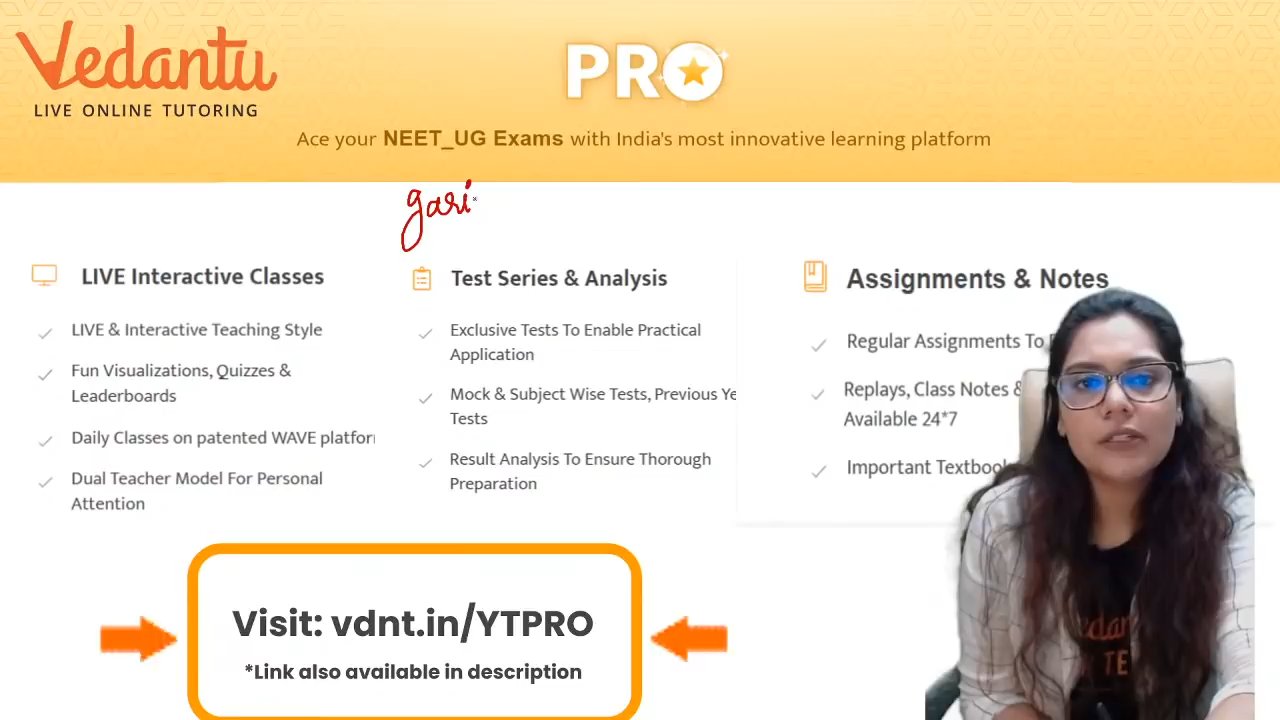 Vedantu
LIVE ONLINE TUTORING
PRO
Ace your NEET_UG Exams with India's most innovative learning platform
gari
LIVE Interactive Classes
LIVE & Interactive Teaching Style
Fun Visualizations, Quizzes &
Leaderboards
Daily Classes on patented WAVE platfor
Dual Teacher Model For Personal
Attention
Test Series & Analysis
Exclusive Tests To Enable Practical
Application
Mock & Subject Wise Tests, Previous Ye
Tests
Result Analysis To Ensure Thorough
Preparation
Assignments & Notes
Regular Assignments To
Replays, Class Notes &
Available 24*7
Important Textboo
Visit: vdnt.in/YTPRO
*Link also available in description